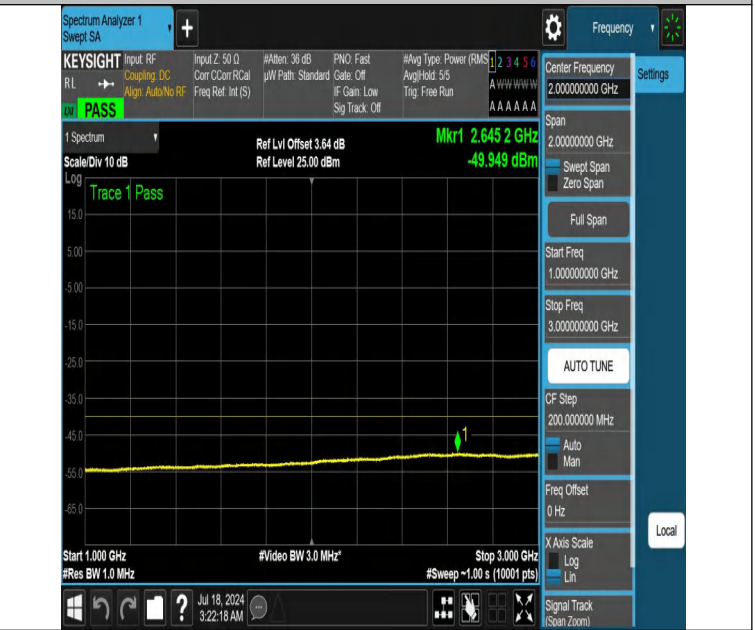 Spectrum Analyzer 1
Swept SA
+
Frequency
KEYSIGHT
RL
PASS
Input: RF
Coupling: DC
Align: Auto/No RF
Input Z: 50 Ω
Corr CCorr RCal
Freq Ref: Int (S)
#Atten: 36 dB
µW Path: Standard
PNO: Fast
Gate: Off
IF Gain: Low
Sig Track: Off
#Avg Type: Power (RMS
Avg|Hold: 5/5
Trig: Free Run
1 2 3 4 5 6
A W W W W W
A A A A A A
1 Spectrum
Scale/Div 10 dB
Ref Lvl Offset 3.64 dB
Ref Level 25.00 dBm
Mkr1 2.645 2 GHz
-49.949 dBm
Log
Trace 1 Pass
15.0
5.00
-5.00
-15.0
-25.0
-35.0
-45.0
-55.0
-65.0
1
Start 1.000 GHz
#Res BW 1.0 MHz
#Video BW 3.0 MHz*
Stop 3.000 GHz
#Sweep ~1.00 s (10001 pts)
Jul 18, 2024
3:22:18 AM
Center Frequency
2.000000000 GHz
Span
2.00000000 GHz
Swept Span
Zero Span
Full Span
Start Freq
1.000000000 GHz
Stop Freq
3.000000000 GHz
AUTO TUNE
CF Step
200.000000 MHz
Auto
Man
Freq Offset
0 Hz
X Axis Scale
Log
Lin
Signal Track
(Span Zoom)
Settings
Local